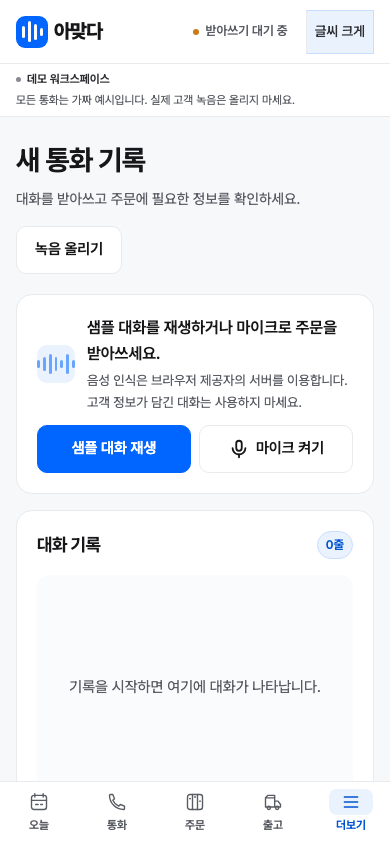 아맞다
받아쓰기 대기 중
글씨 크게
데모 워크스페이스
모든 통화는 가짜 예시입니다. 실제 고객 녹음은 올리지 마세요.
새 통화 기록
대화를 받아쓰고 주문에 필요한 정보를 확인하세요.
녹음 올리기
샘플 대화를 재생하거나 마이크로 주문을
받아쓰세요.
음성 인식은 브라우저 제공자의 서버를 이용합니다.
고객 정보가 담긴 대화는 사용하지 마세요.
샘플 대화 재생
마이크 켜기
대화 기록
0줄
기록을 시작하면 여기에 대화가 나타납니다.
오늘
통화
주문
출고
더보기